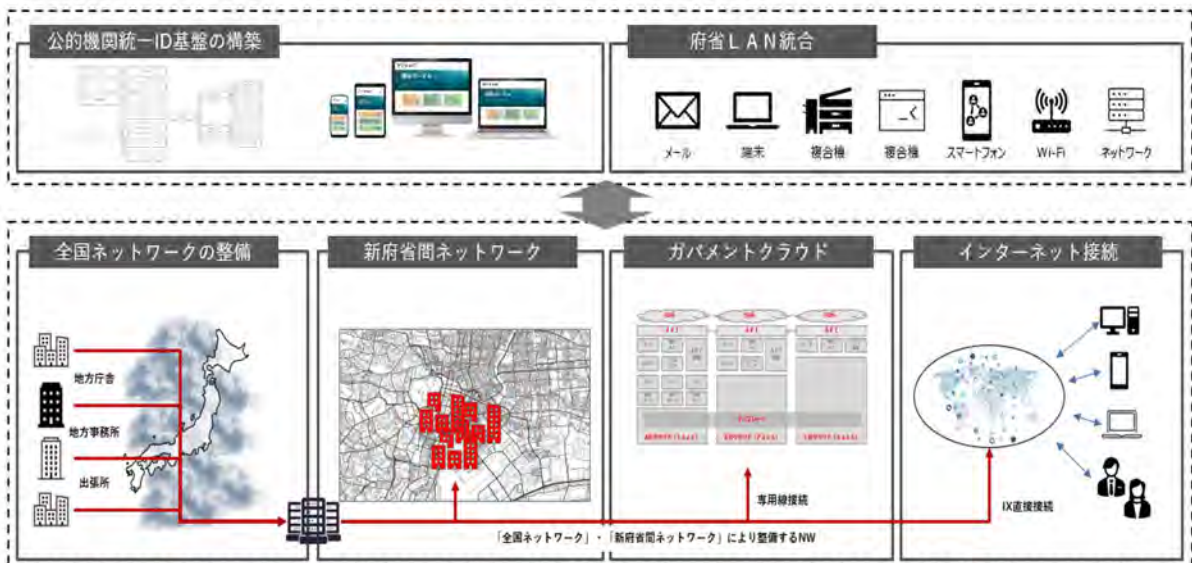 公的機関統一ID基盤の構築
府省LAN統合
メール
端末
複合機
複合機
スマートフォン
Wi-Fi
ネットワーク
全国ネットワークの整備
新府省間ネットワーク
ガバメントクラウド
インターネット接続
地方庁舎
地方事務所
出張所
専用線接続
IX直接接続
「全国ネットワーク」・「新府省間ネットワーク」により整備するNW